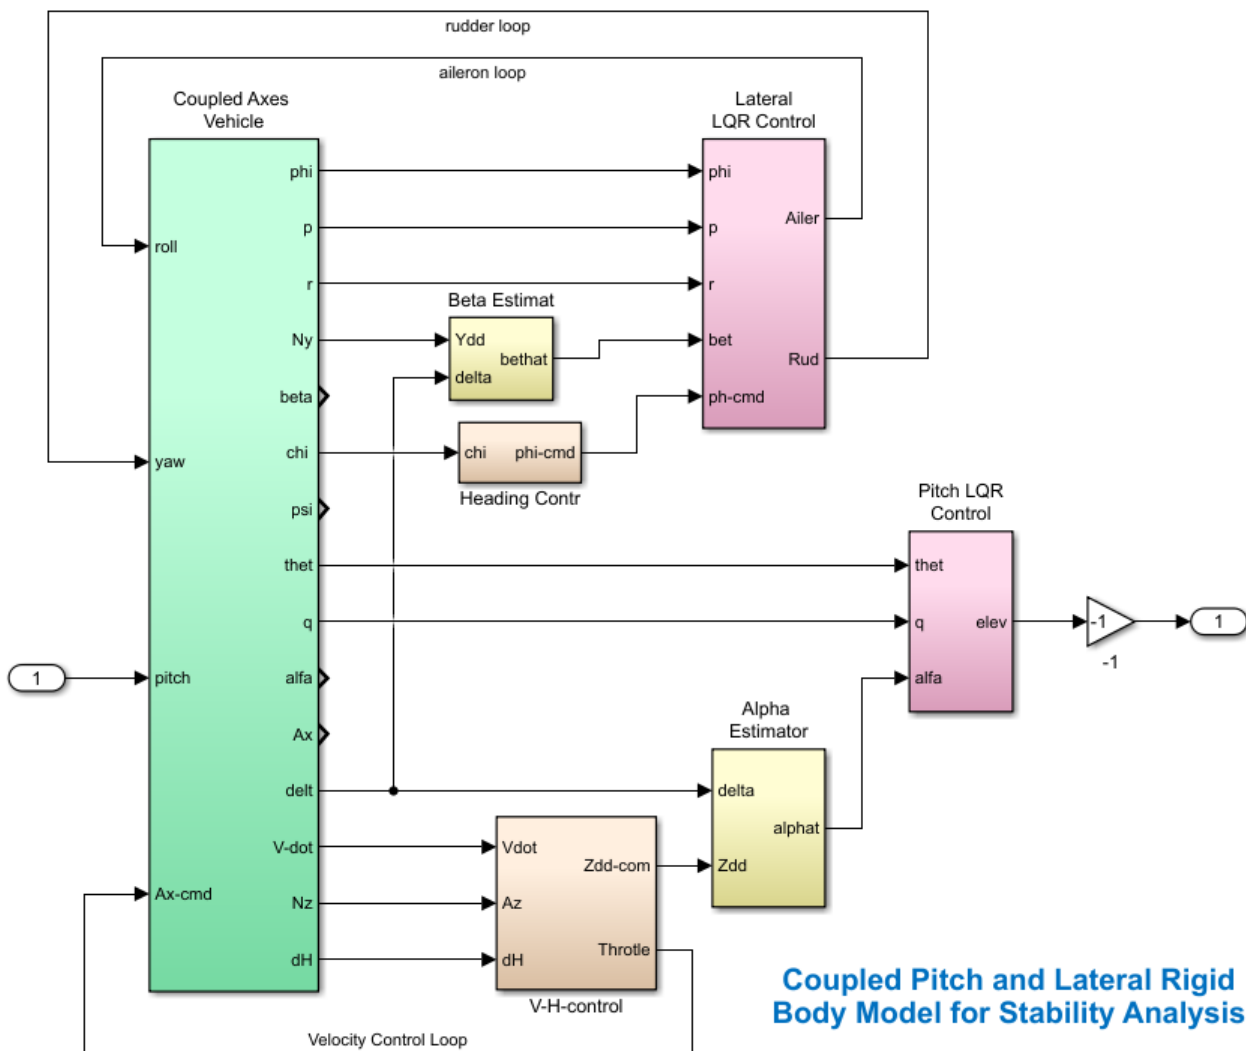 rudder loop
aileron loop
Coupled Axes
Vehicle
roll
yaw
pitch
Ax-cmd
phi
p
r
Ny
beta
chi
psi
thet
q
alfa
Ax
delt
V-dot
Nz
dH
Beta Estimat
Ydd
delta
bethat
chi
phi-cmd
Heading Contr
Lateral
LQR Control
phi
p
r
bet
ph-cmd
Ailer
Rud
Pitch LQR
Control
thet
q
alfa
elev
-1
-1
1
1
Alpha
Estimator
delta
Zdd
alphat
Vdot
Az
dH
Zdd-com
Throtle
V-H-control
Velocity Control Loop
Coupled Pitch and Lateral Rigid
Body Model for Stability Analysis